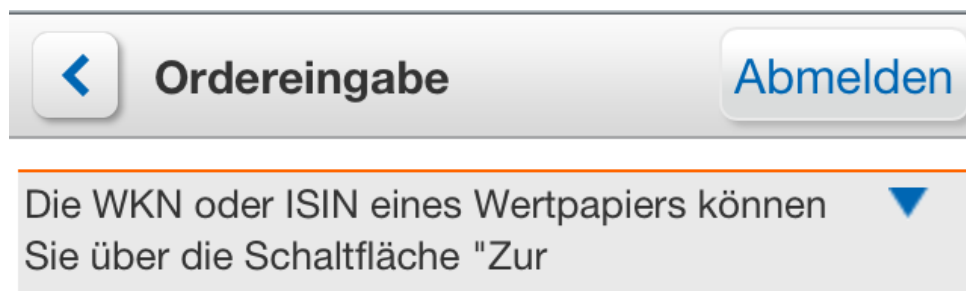 Ordereingabe Abmelden
Die WKN oder ISIN eines Wertpapiers können
Sie über die Schaltfläche "Zur